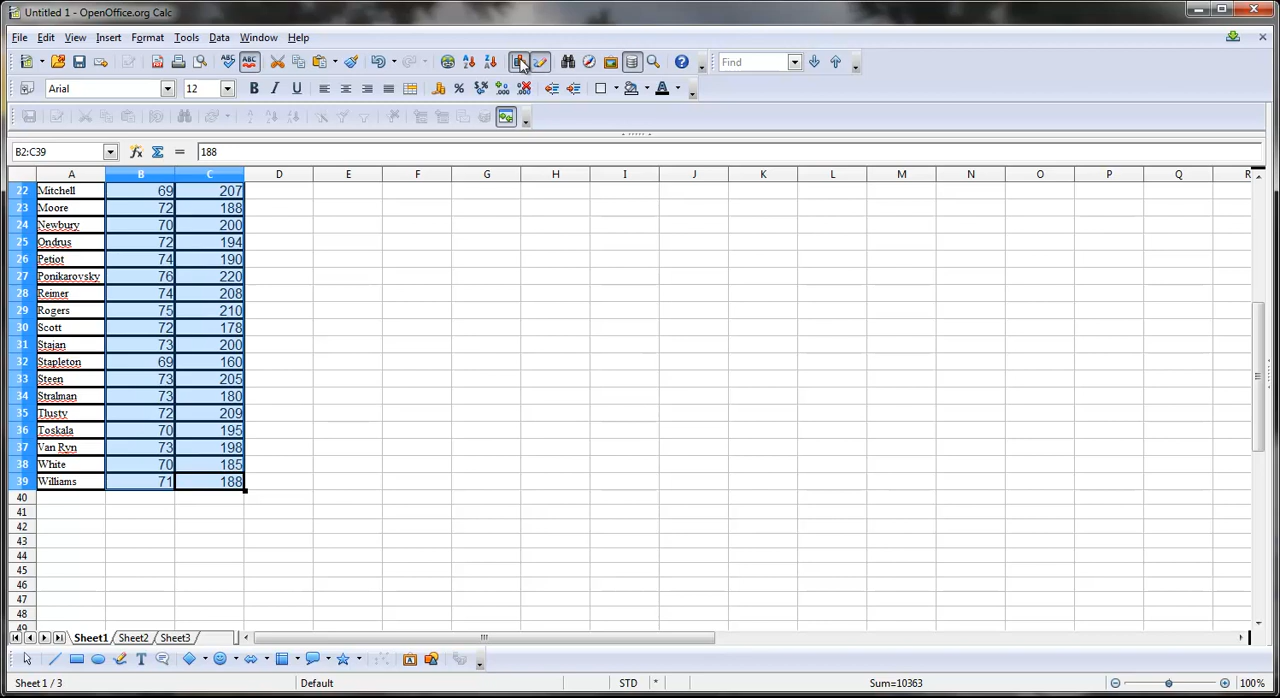 Untitled 1 - OpenOffice.org Calc
File Edit View Insert Format Tools Data Window Help
ABC ABC Find
Arial 12 B I U % A
B2:C39 188
A B C D E F G H I J K L M N O P Q R
22 Mitchell 69 207
23 Moore 72 188
24 Newbury 70 200
25 Ondrus 72 194
26 Petiot 74 190
27 Ponikarovsky 76 220
28 Reimer 74 208
29 Rogers 75 210
30 Scott 72 178
31 Stajan 73 200
32 Stapleton 69 160
33 Steen 73 205
34 Stralman 73 180
35 Tlusty 72 209
36 Toskala 70 195
37 Van Ryn 73 198
38 White 70 185
39 Williams 71 188
40
41
42
43
44
45
46
47
48
49
Sheet1 Sheet2 Sheet3
T
Sheet 1 / 3 Default STD * Sum=10363 100%